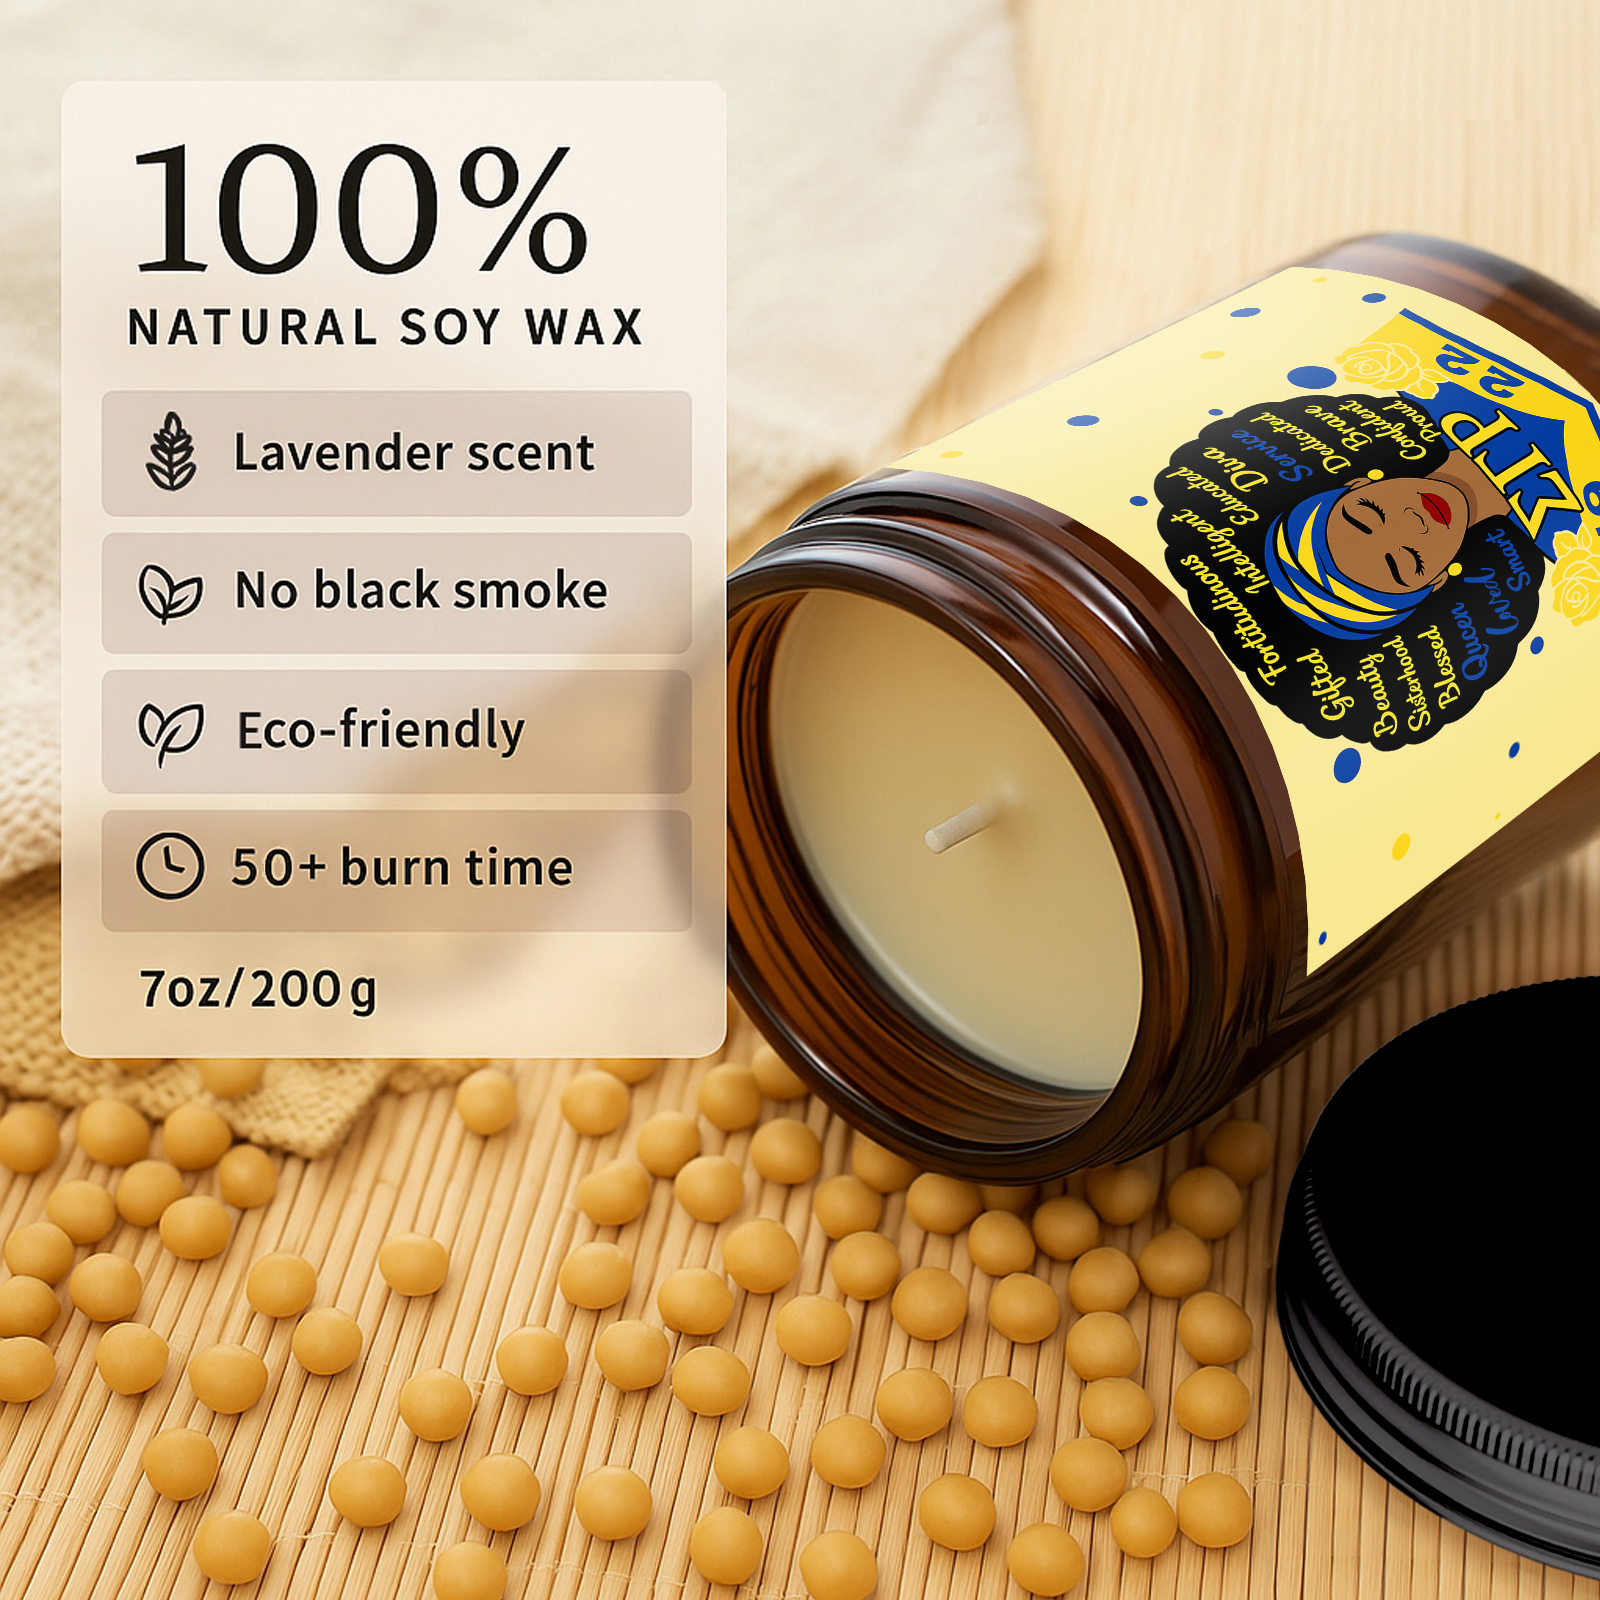 100%
NATURAL SOY WAX
Lavender scent
No black smoke
Eco-friendly
50+ burn time
7oz/200g
22
ΣΓΡ
Proud
Confident
Brave
Dedicated
Service
Diva
Educated
Intelligent
Fortitudinous
Gifted
Beauty
Sisterhood
Blessed
Queen
Loved
Smart